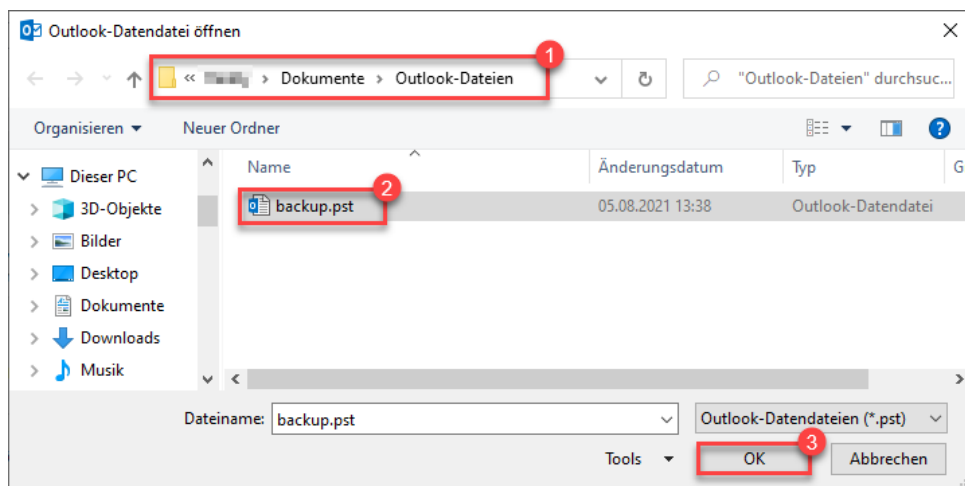 Outlook-Datendatei öffnen
1
« › Dokumente › Outlook-Dateien
"Outlook-Dateien" durchsuc...
Organisieren Neuer Ordner
Name Änderungsdatum Typ G
2
backup.pst 05.08.2021 13:38 Outlook-Datendatei
Dieser PC
3D-Objekte
Bilder
Desktop
Dokumente
Downloads
Musik
Dateiname: backup.pst Outlook-Datendateien (*.pst)
3
Tools OK Abbrechen